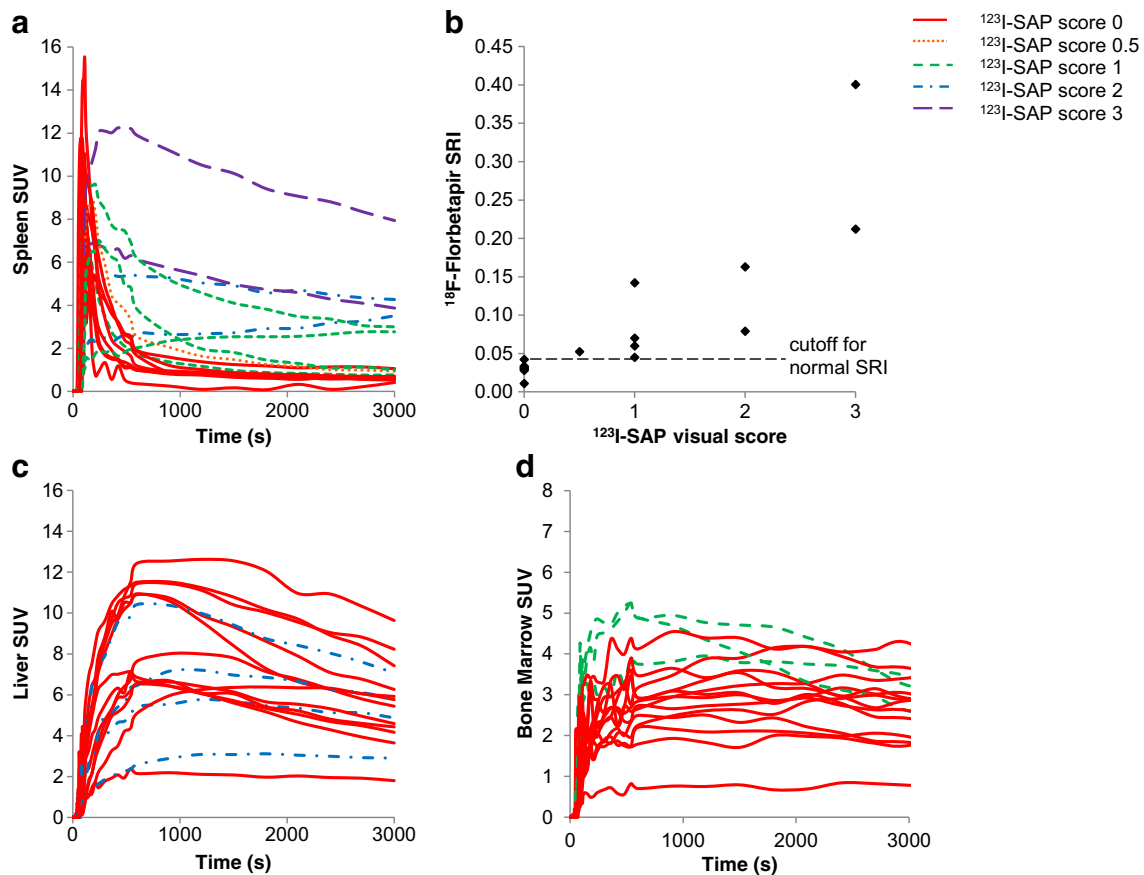 a
16
14
12
10
8
6
4
2
0
Spleen SUV
0
1000
2000
3000
Time (s)
b
0.45
0.40
0.35
0.30
0.25
0.20
0.15
0.10
0.05
0.00
¹⁸F-Florbetapir SRI
cutoff for
normal SRI
0
1
2
3
¹²³I-SAP visual score
¹²³I-SAP score 0
¹²³I-SAP score 0.5
¹²³I-SAP score 1
¹²³I-SAP score 2
¹²³I-SAP score 3
c
16
14
12
10
8
6
4
2
0
Liver SUV
0
1000
2000
3000
Time (s)
d
8
7
6
5
4
3
2
1
0
Bone Marrow SUV
0
1000
2000
3000
Time (s)